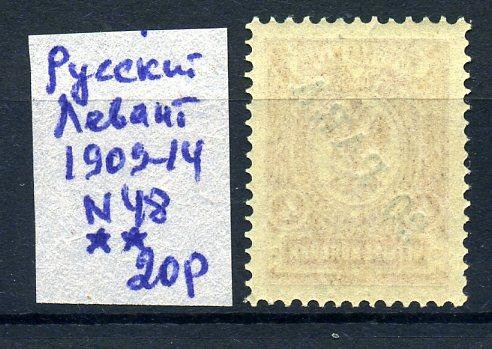 Русский
Левант
1909-14
N 48
**
20р